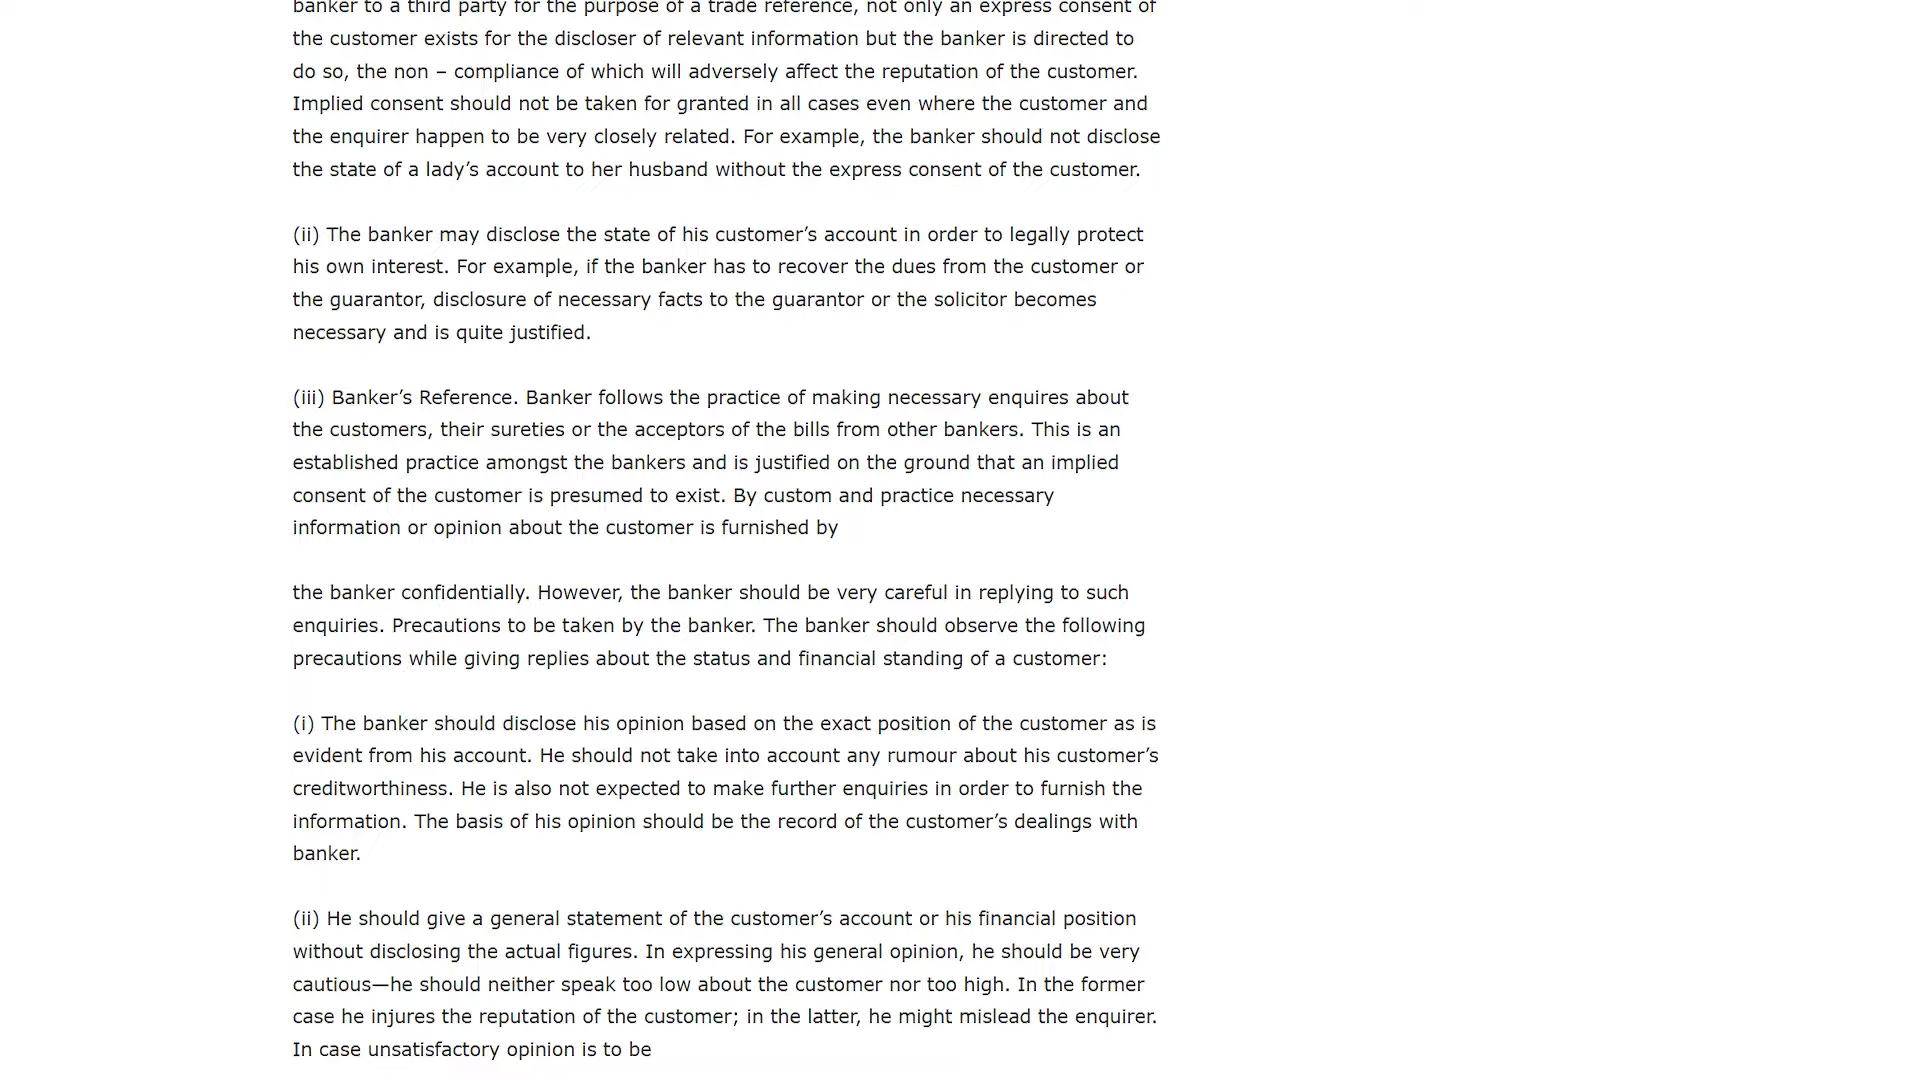 banker to a third party for the purpose of a trade reference, not only an express consent of
the customer exists for the discloser of relevant information but the banker is directed to
do so, the non – compliance of which will adversely affect the reputation of the customer.
Implied consent should not be taken for granted in all cases even where the customer and
the enquirer happen to be very closely related. For example, the banker should not disclose
the state of a lady’s account to her husband without the express consent of the customer.
(ii) The banker may disclose the state of his customer’s account in order to legally protect
his own interest. For example, if the banker has to recover the dues from the customer or
the guarantor, disclosure of necessary facts to the guarantor or the solicitor becomes
necessary and is quite justified.
(iii) Banker’s Reference. Banker follows the practice of making necessary enquires about
the customers, their sureties or the acceptors of the bills from other bankers. This is an
established practice amongst the bankers and is justified on the ground that an implied
consent of the customer is presumed to exist. By custom and practice necessary
information or opinion about the customer is furnished by
the banker confidentially. However, the banker should be very careful in replying to such
enquiries. Precautions to be taken by the banker. The banker should observe the following
precautions while giving replies about the status and financial standing of a customer:
(i) The banker should disclose his opinion based on the exact position of the customer as is
evident from his account. He should not take into account any rumour about his customer’s
creditworthiness. He is also not expected to make further enquiries in order to furnish the
information. The basis of his opinion should be the record of the customer’s dealings with
banker.
(ii) He should give a general statement of the customer’s account or his financial position
without disclosing the actual figures. In expressing his general opinion, he should be very
cautious—he should neither speak too low about the customer nor too high. In the former
case he injures the reputation of the customer; in the latter, he might mislead the enquirer.
In case unsatisfactory opinion is to be